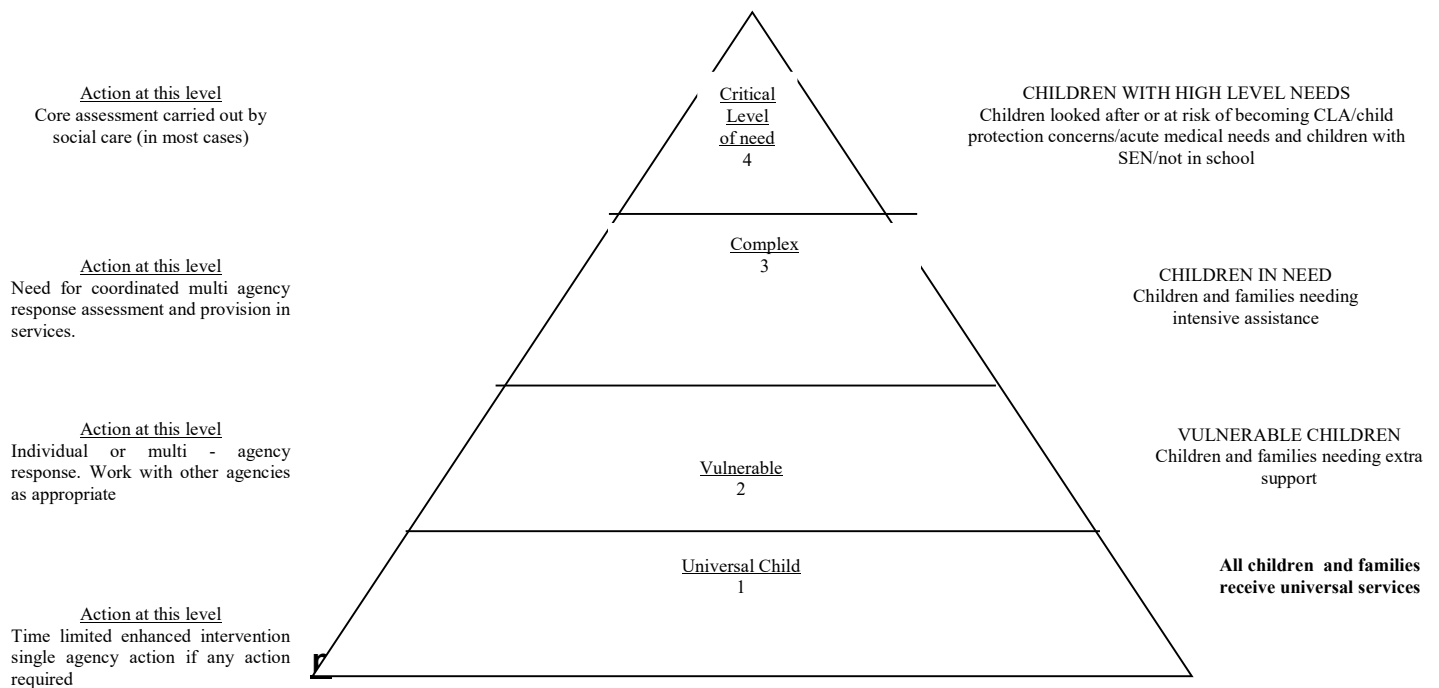 Action at this level
Core assessment carried out by
social care (in most cases)
Critical
Level
of need
4
CHILDREN WITH HIGH LEVEL NEEDS
Children looked after or at risk of becoming CLA/child
protection concerns/acute medical needs and children with
SEN/not in school
Action at this level
Need for coordinated multi agency
response assessment and provision in
services.
Complex
3
CHILDREN IN NEED
Children and families needing
intensive assistance
Action at this level
Individual or multi - agency
response. Work with other agencies
as appropriate
Vulnerable
2
VULNERABLE CHILDREN
Children and families needing extra
support
Universal Child
1
All children and families
receive universal services
Action at this level
Time limited enhanced intervention
single agency action if any action
required